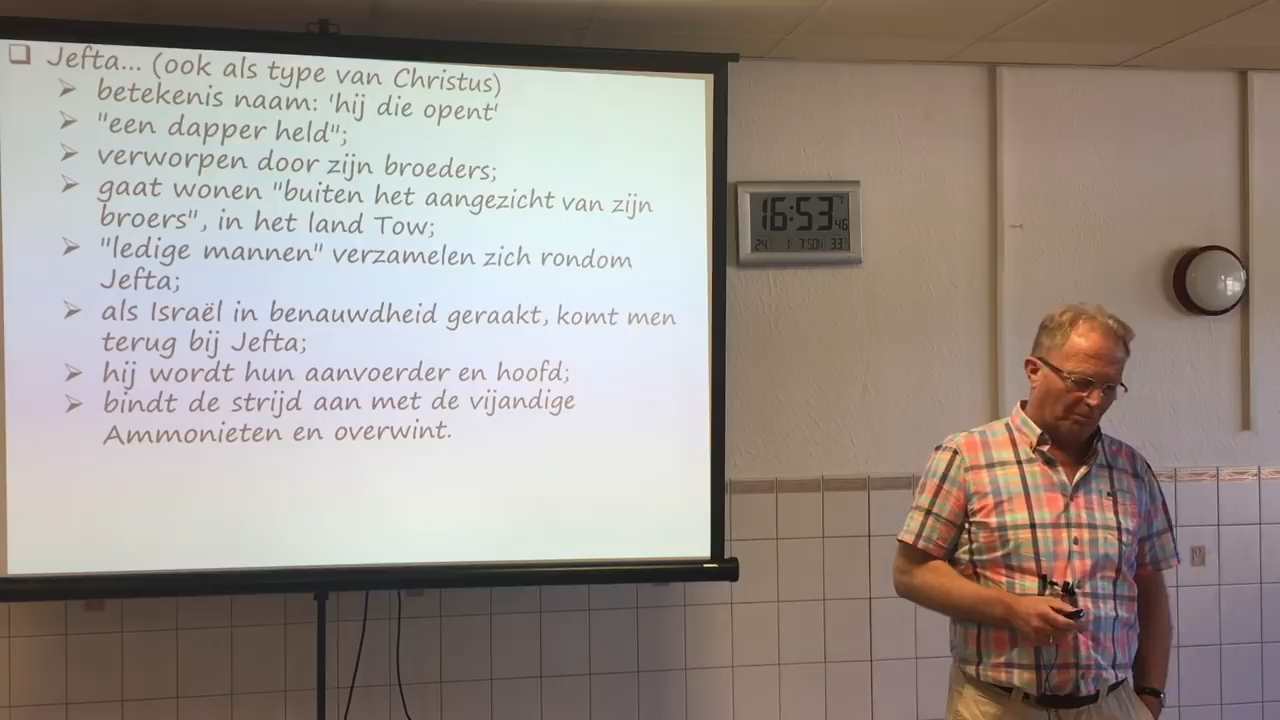 Jefta... (ook als type van Christus)
betekenis naam: 'hij die opent'
"een dapper held";
verworpen door zijn broeders;
gaat wonen "buiten het aangezicht van zijn
broers", in het land Tow;
"ledige mannen" verzamelen zich rondom
Jefta;
als Israël in benauwdheid geraakt, komt men
terug bij Jefta;
hij wordt hun aanvoerder en hoofd;
bindt de strijd aan met de vijandige
Ammonieten en overwint.
16:53 46